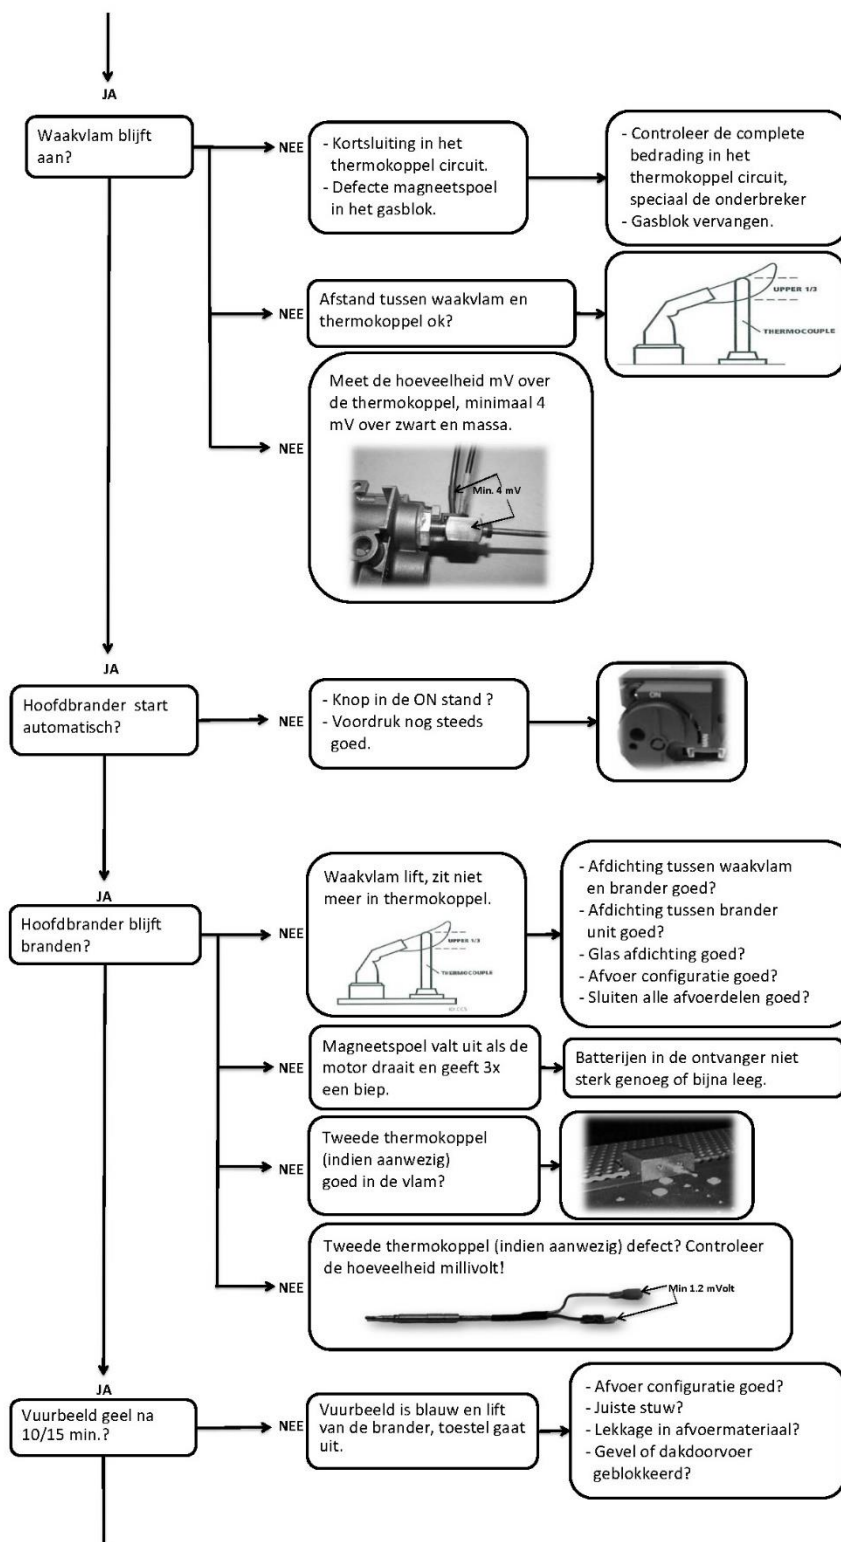 JA
Waakvlam blijft
aan?
NEE
- Kortsluiting in het
thermokoppel circuit.
- Defecte magneetspoel
in het gasblok.
- Controleer de complete
bedrading in het
thermokoppel circuit,
speciaal de onderbreker
- Gasblok vervangen.
NEE
Afstand tussen waakvlam en
thermokoppel ok?
UPPER 1/3
THERMOCOUPLE
NEE
Meet de hoeveelheid mV over
de thermokoppel, minimaal 4
mV over zwart en massa.
Min. 4 mV
JA
Hoofdbrander start
automatisch?
NEE
- Knop in de ON stand ?
- Voordruk nog steeds
goed.
ON
JA
Hoofdbrander blijft
branden?
NEE
Waakvlam lift, zit niet
meer in thermokoppel.
UPPER 1/3
THERMOCOUPLE
- Afdichting tussen waakvlam
en brander goed?
- Afdichting tussen brander
unit goed?
- Glas afdichting goed?
- Afvoer configuratie goed?
- Sluiten alle afvoerdelen goed?
NEE
Magneetspoel valt uit als de
motor draait en geeft 3x
een biep.
Batterijen in de ontvanger niet
sterk genoeg of bijna leeg.
NEE
Tweede thermokoppel
(indien aanwezig)
goed in de vlam?
NEE
Tweede thermokoppel (indien aanwezig) defect? Controleer
de hoeveelheid millivolt!
Min 1.2 mVolt
JA
Vuurbeeld geel na
10/15 min.?
NEE
Vuurbeeld is blauw en lift
van de brander, toestel gaat
uit.
- Afvoer configuratie goed?
- Juiste stuw?
- Lekkage in afvoermateriaal?
- Gevel of dakdoorvoer
geblokkeerd?